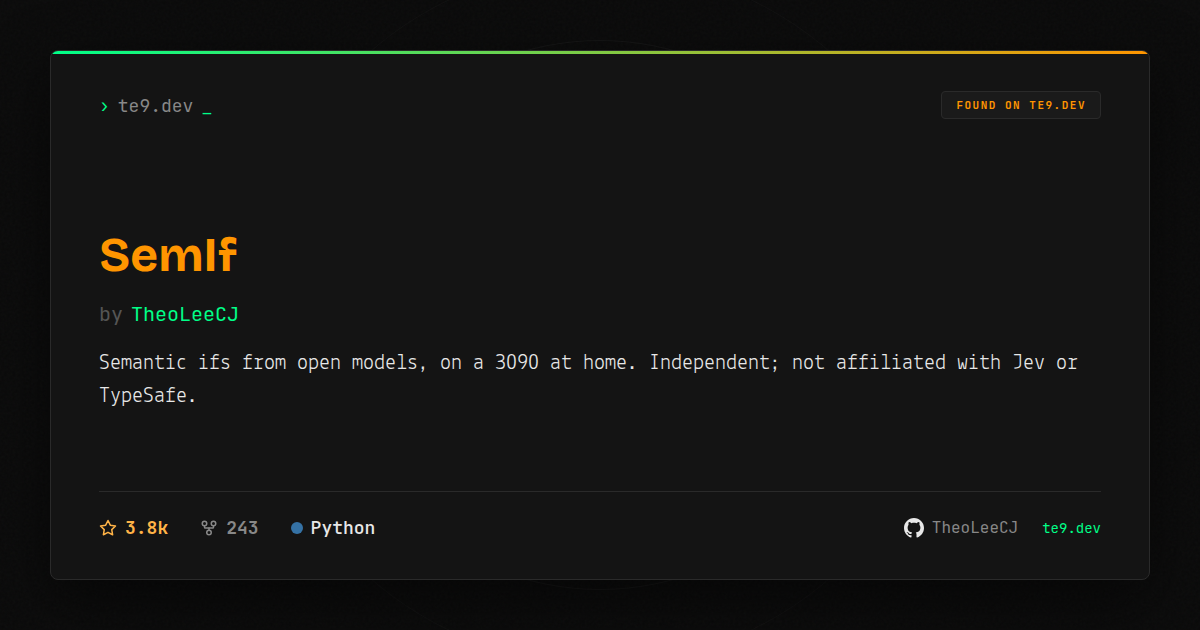 › te9.dev _
FOUND ON TE9.DEV
SemIf
by TheoLeeCJ
Semantic ifs from open models, on a 3090 at home. Independent; not affiliated with Jev or
TypeSafe.
3.8k 243 Python
TheoLeeCJ te9.dev